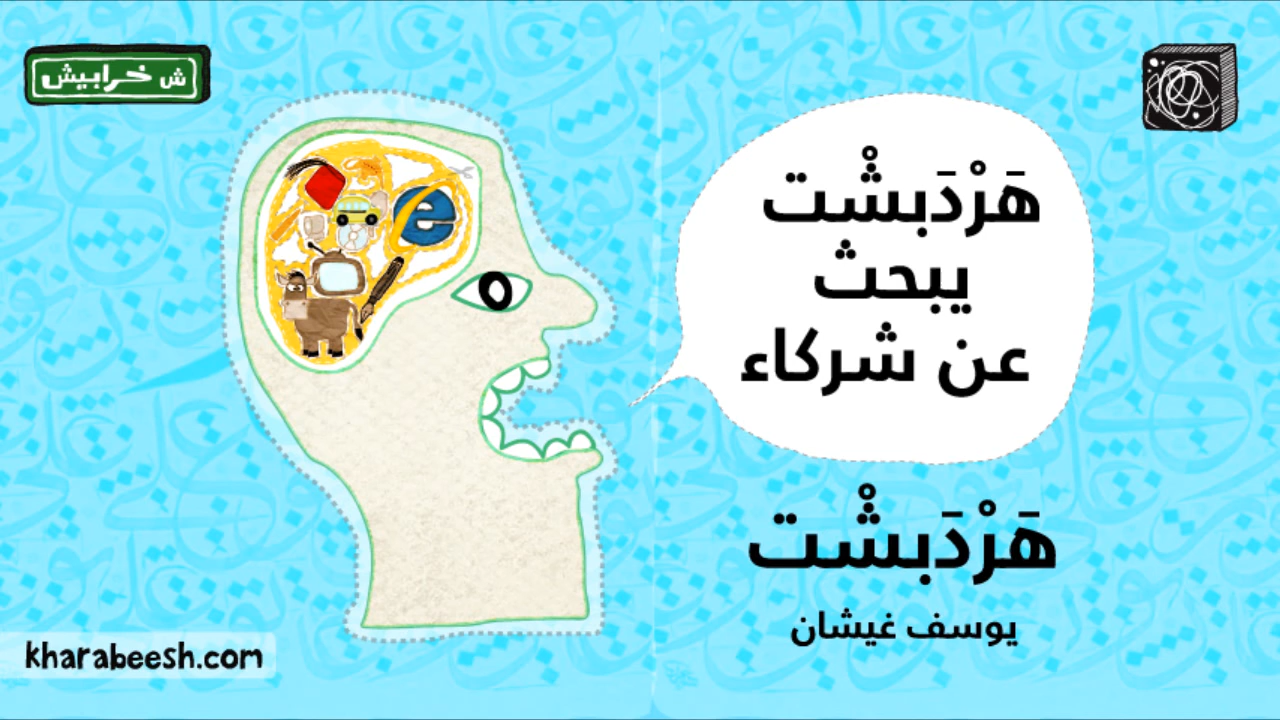 ش خرابيش
هَرْدَبشْت
يبحث
عن شركاء
هَرْدَبشْت
يوسف غيشان
kharabeesh.com